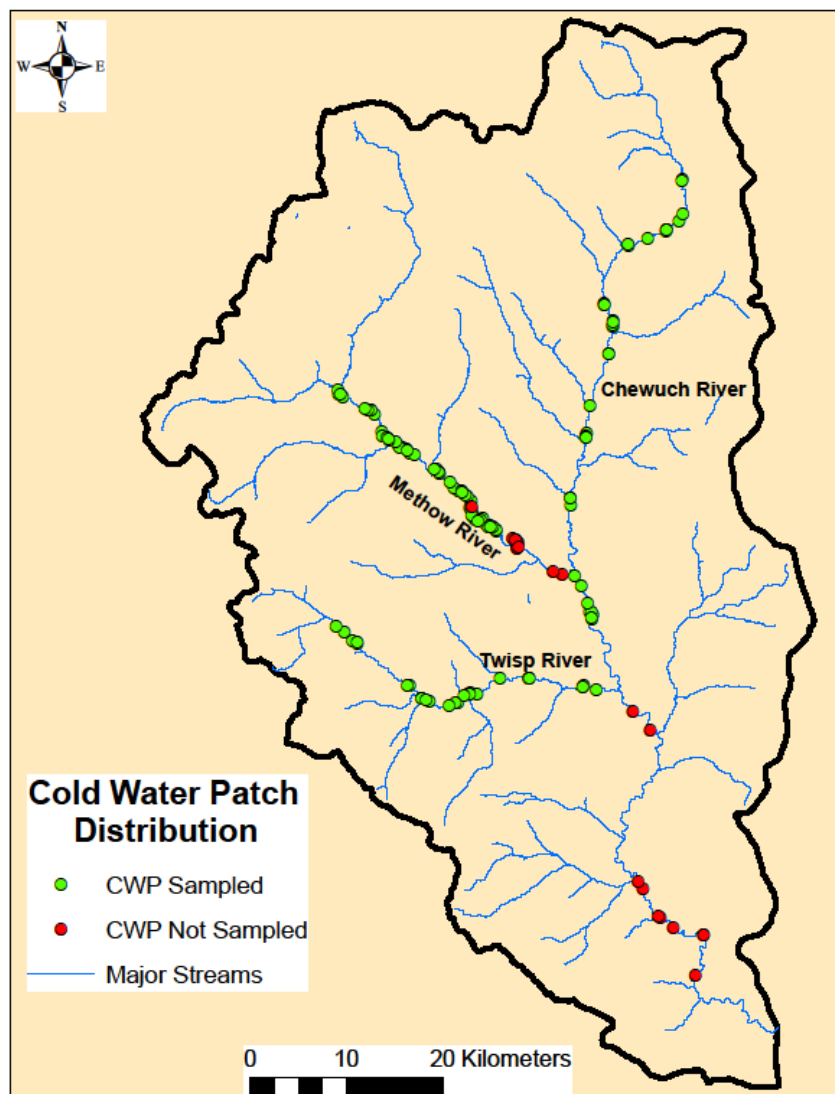 N
W E
S
Chewuch River
Methow River
Twisp River
Cold Water Patch
Distribution
CWP Sampled
CWP Not Sampled
Major Streams
0 10 20 Kilometers